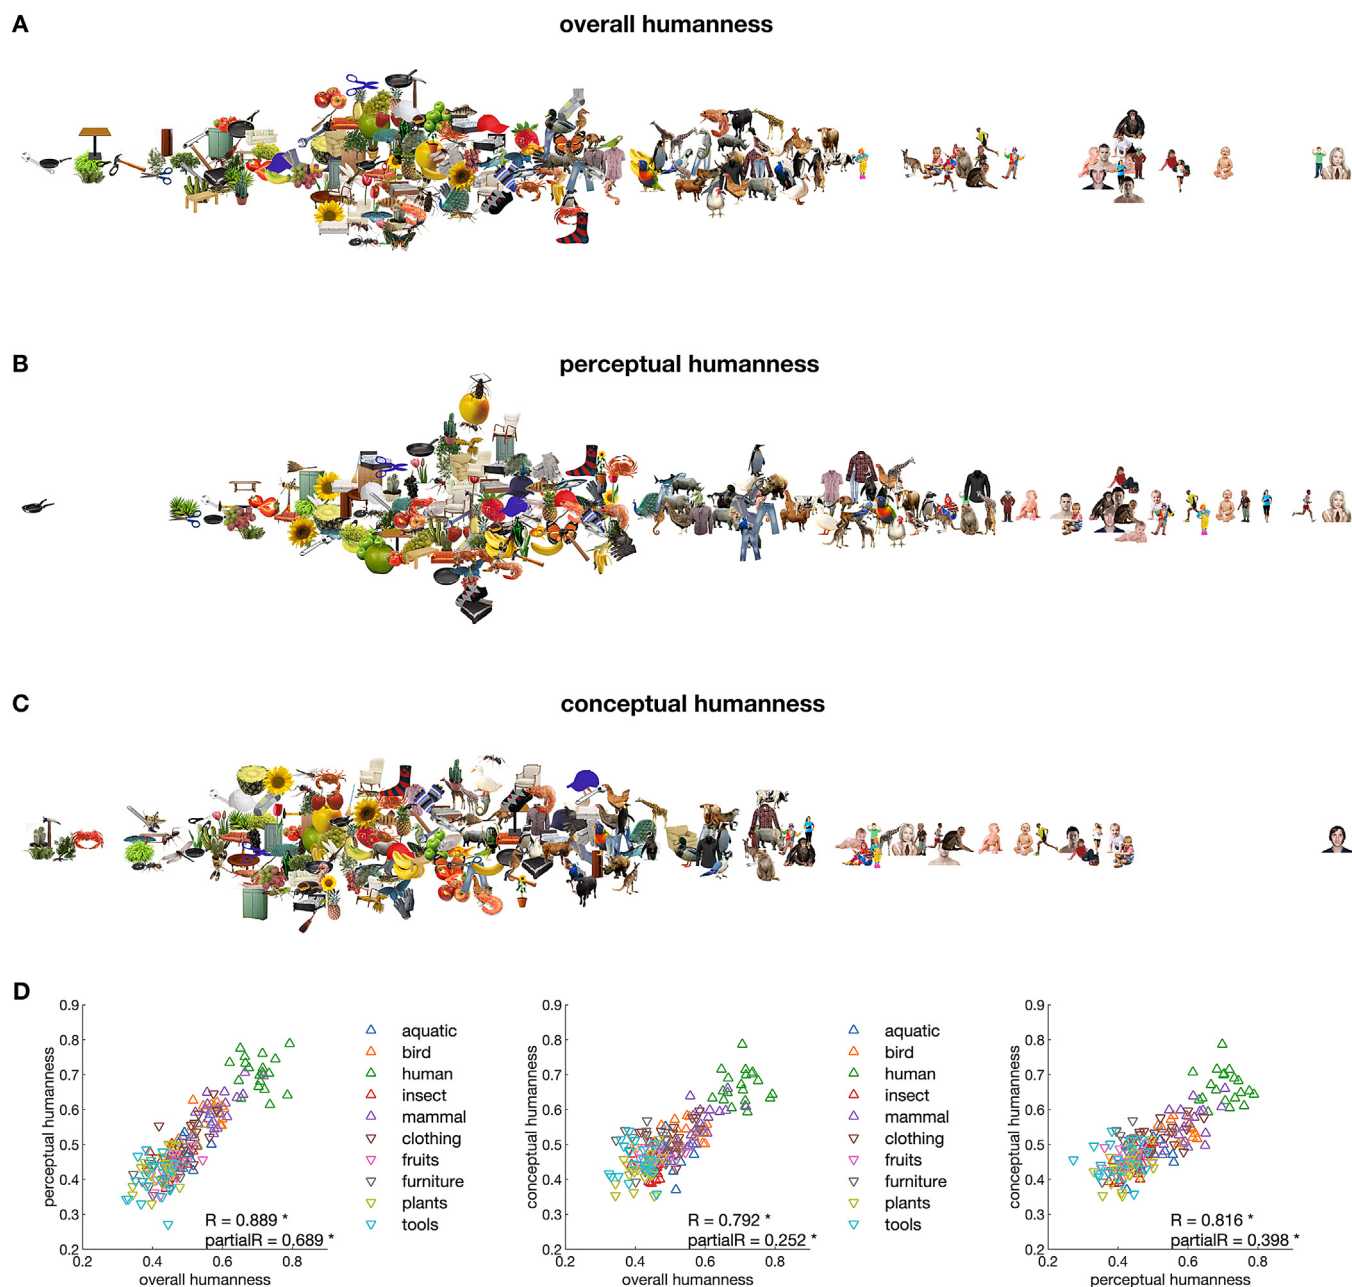 A
overall humanness
B
perceptual humanness
C
conceptual humanness
D
0.9
0.8
0.7
0.6
0.5
0.4
0.3
0.2
perceptual humanness
0.2
0.4
0.6
0.8
overall humanness
R = 0.889 *
partialR = 0.689 *
aquatic
bird
human
insect
mammal
clothing
fruits
furniture
plants
tools
0.9
0.8
0.7
0.6
0.5
0.4
0.3
0.2
conceptual humanness
0.2
0.4
0.6
0.8
overall humanness
R = 0.792 *
partialR = 0.252 *
aquatic
bird
human
insect
mammal
clothing
fruits
furniture
plants
tools
0.9
0.8
0.7
0.6
0.5
0.4
0.3
0.2
conceptual humanness
0.2
0.4
0.6
0.8
perceptual humanness
R = 0.816 *
partialR = 0.398 *